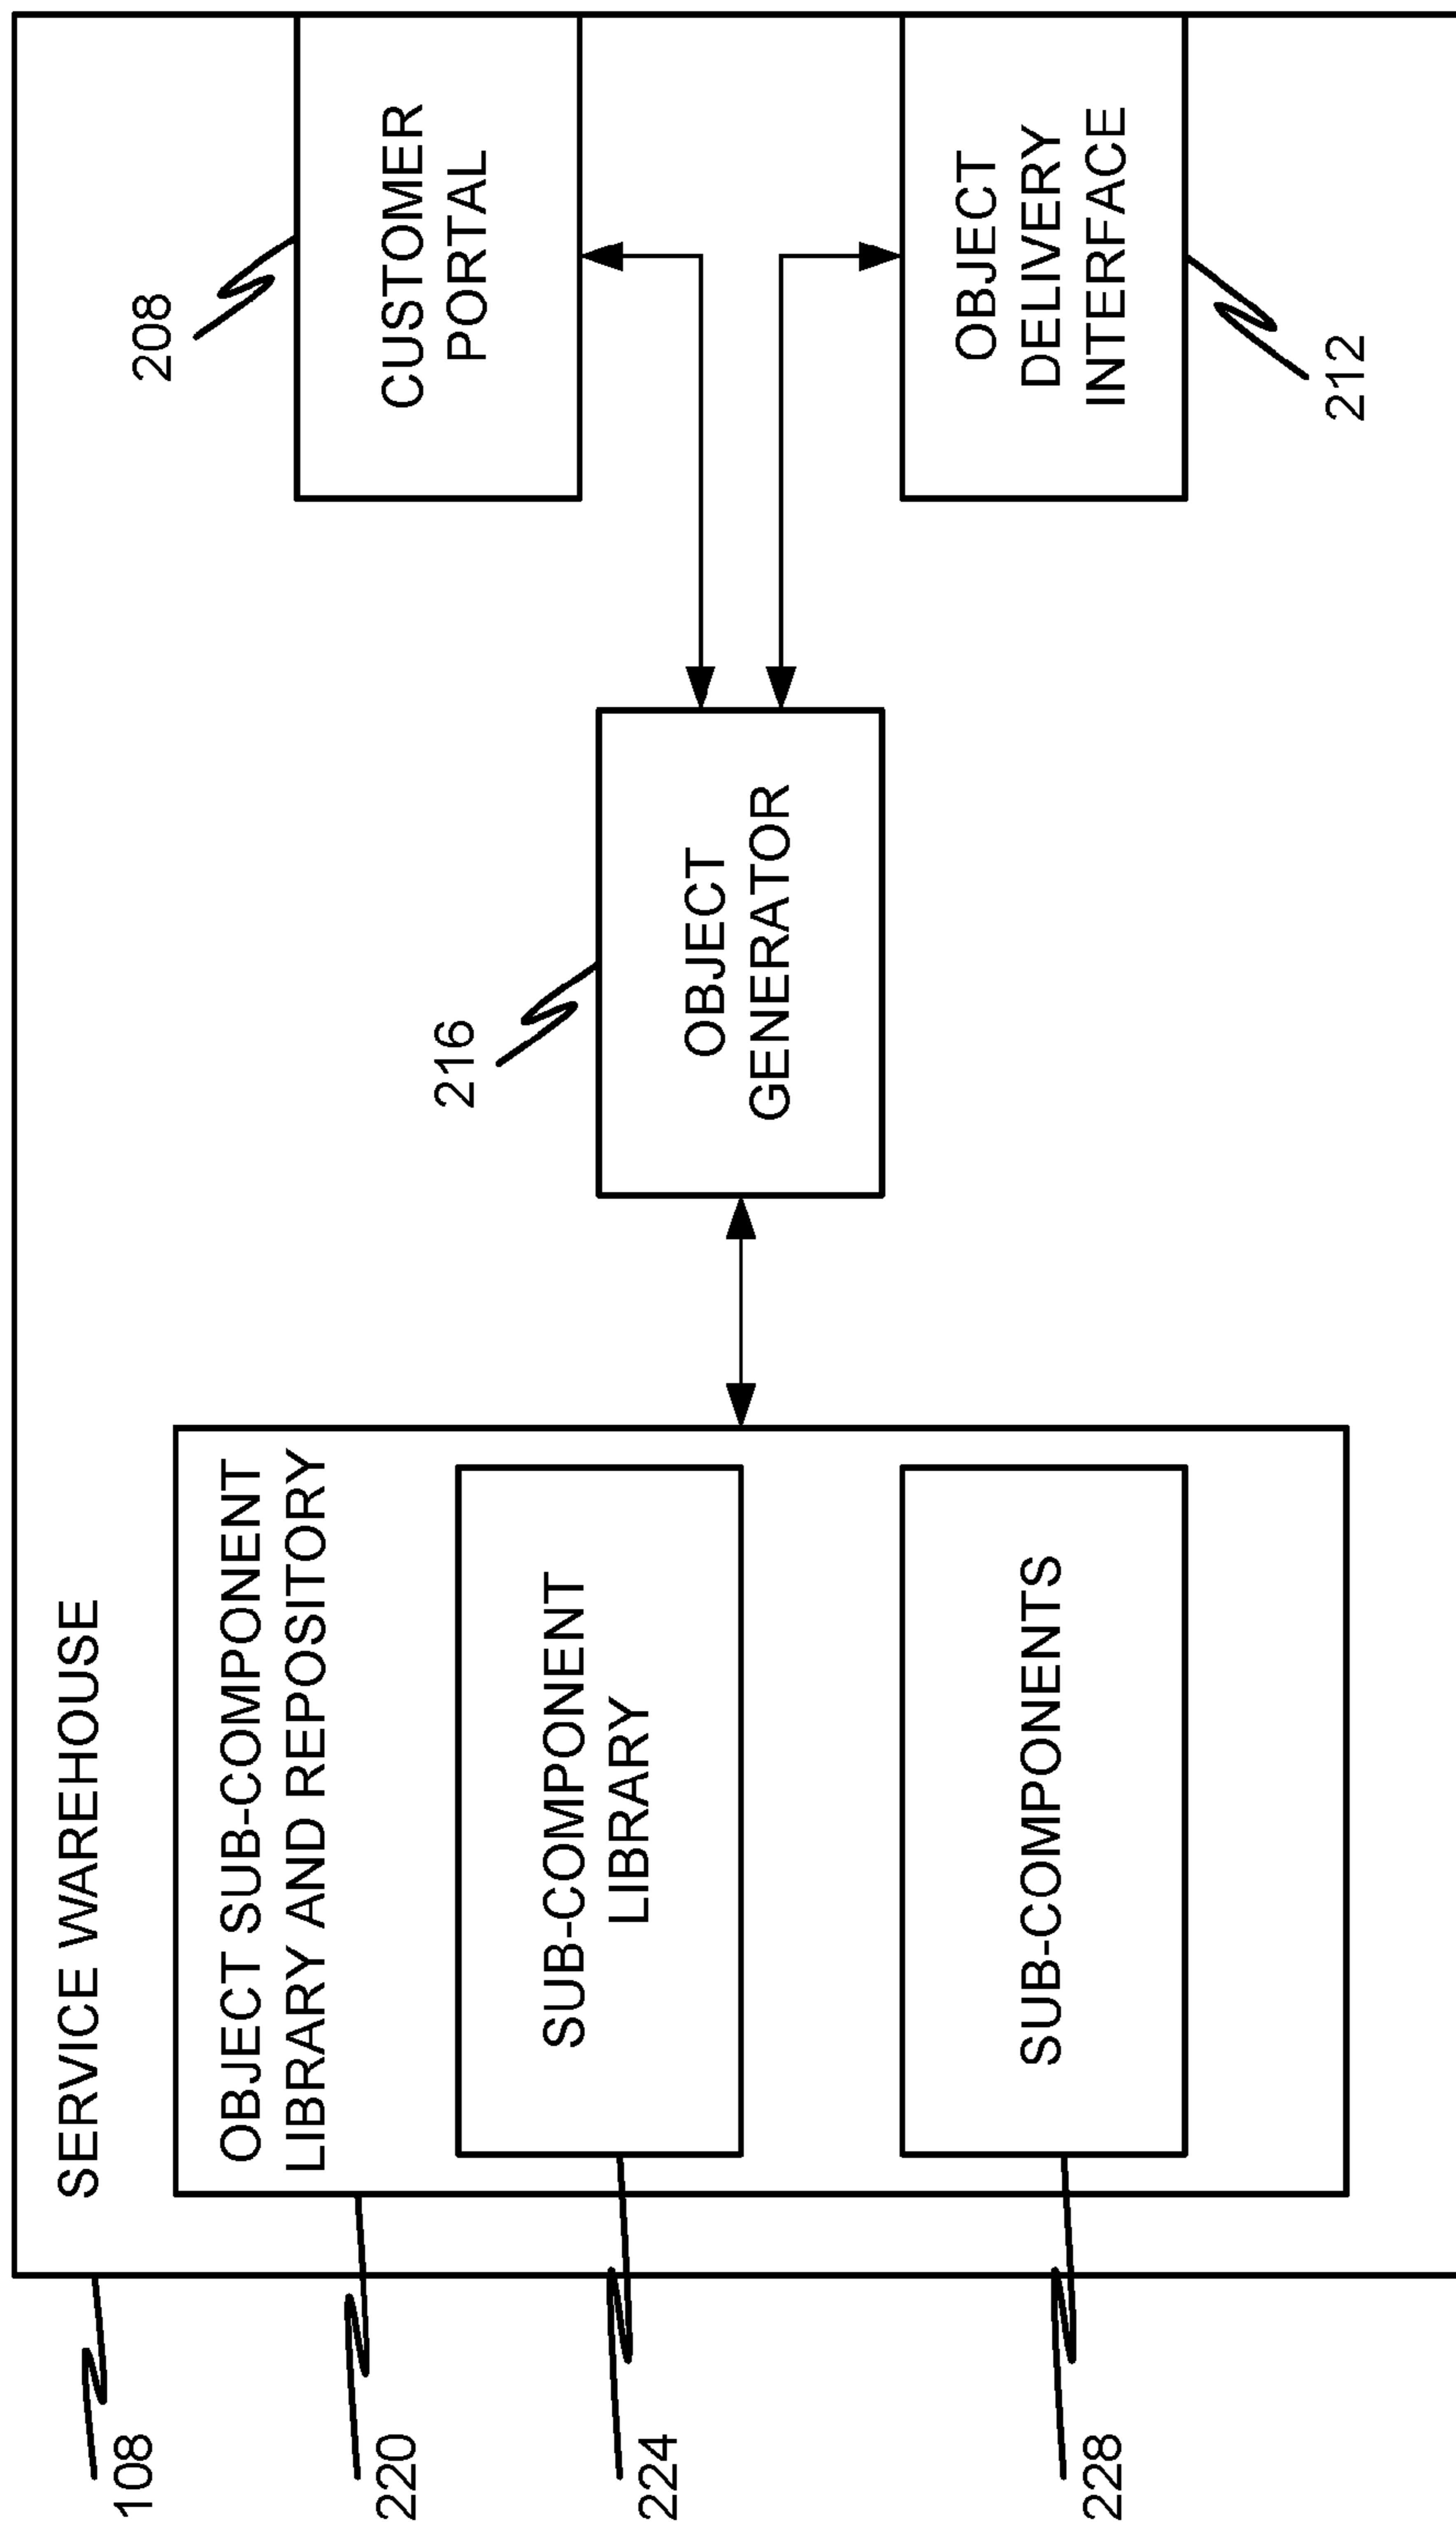 SERVICE WAREHOUSE
108
OBJECT SUB-COMPONENT
LIBRARY AND REPOSITORY
220
SUB-COMPONENT
LIBRARY
224
SUB-COMPONENTS
228
OBJECT
GENERATOR
216
CUSTOMER
PORTAL
208
OBJECT
DELIVERY
INTERFACE
212